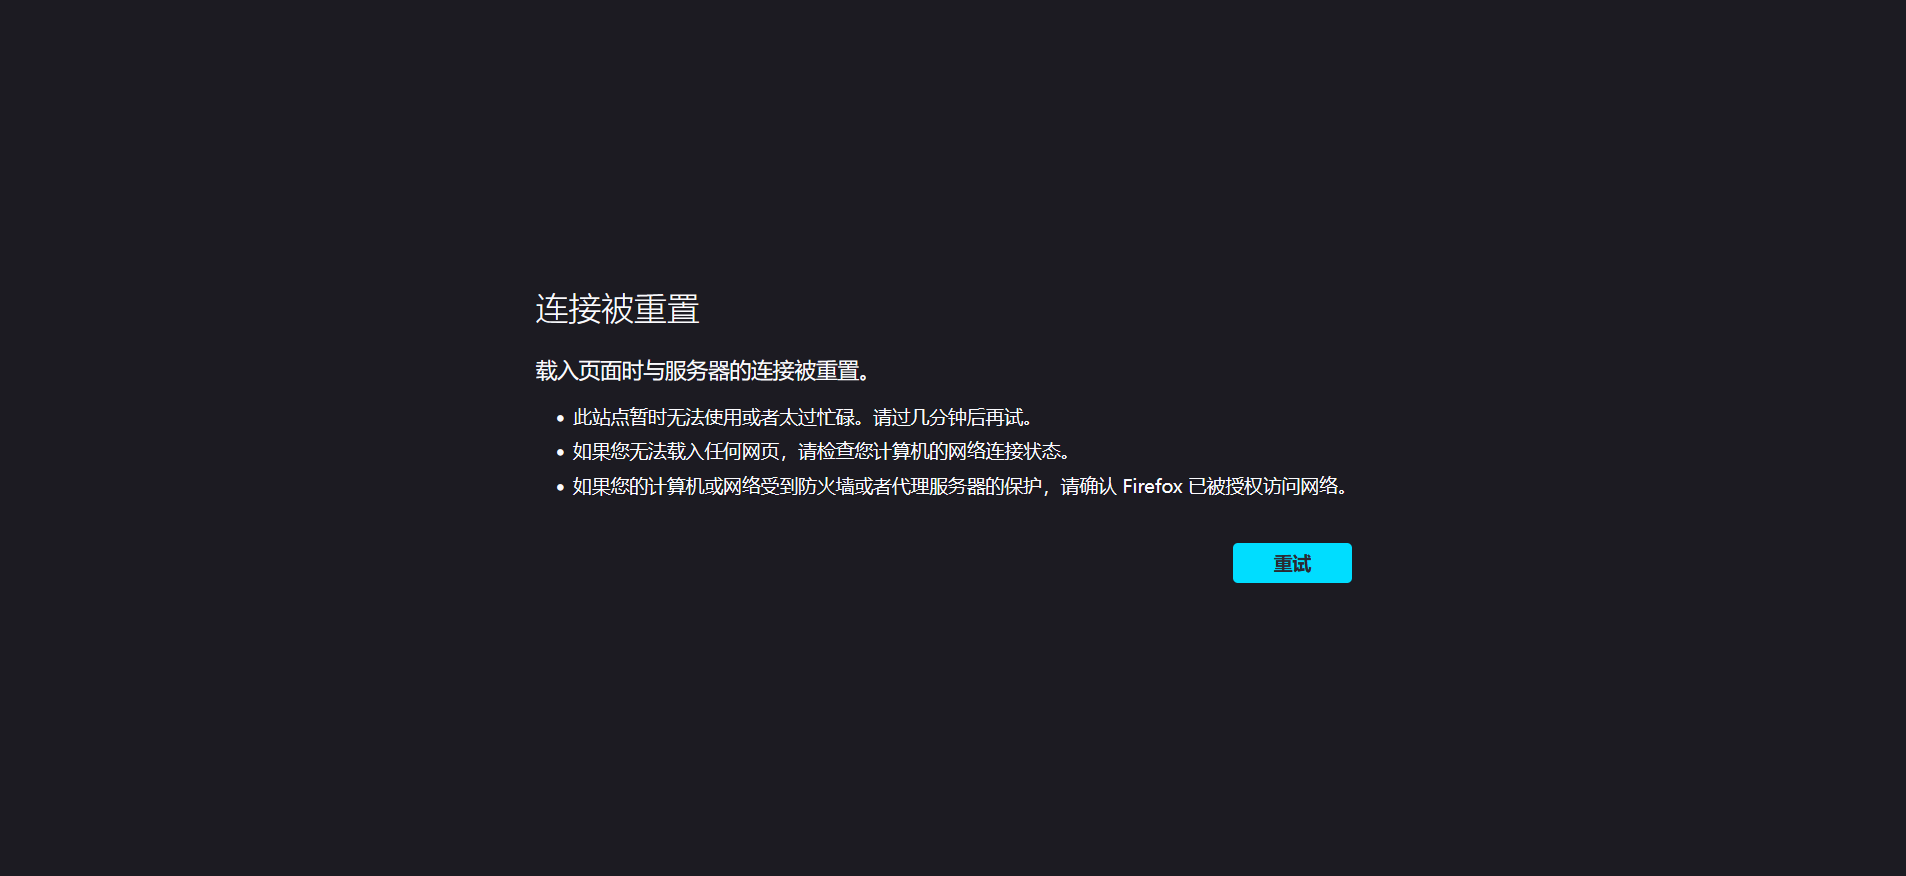 连接被重置
载入页面时与服务器的连接被重置。
此站点暂时无法使用或者太过忙碌。请过几分钟后再试。
如果您无法载入任何网页，请检查您计算机的网络连接状态。
如果您的计算机或网络受到防火墙或者代理服务器的保护，请确认 Firefox 已被授权访问网络。
重试